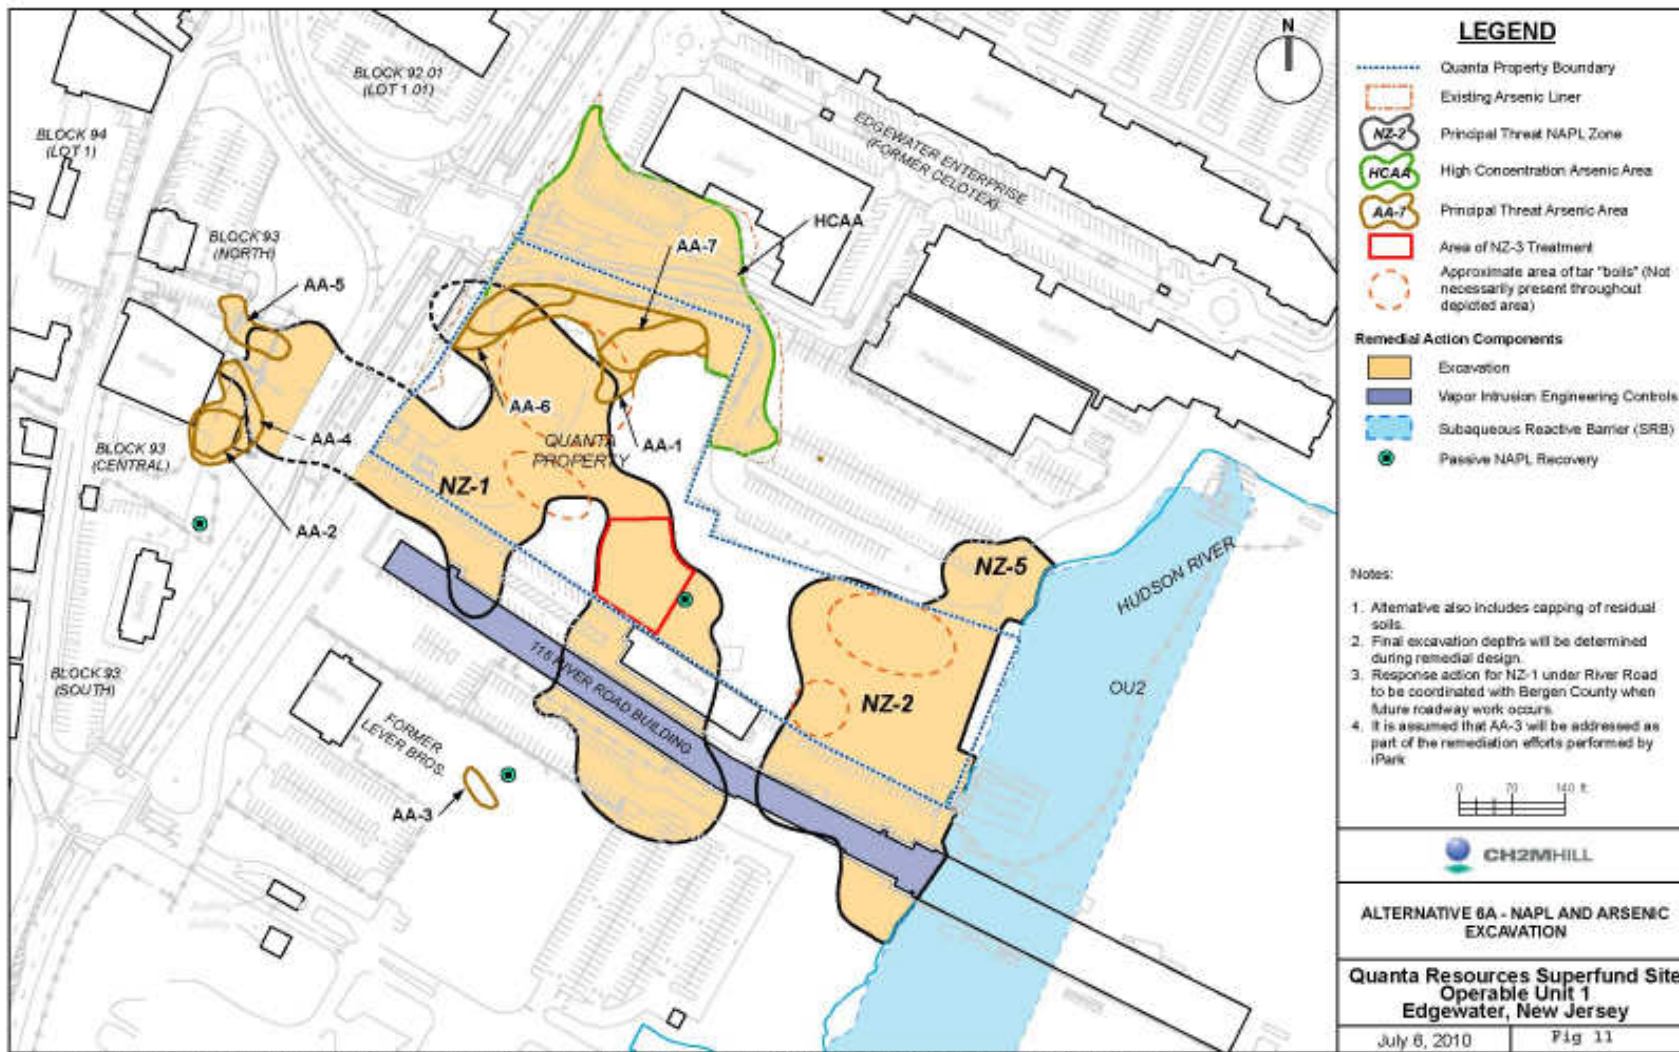 BLOCK 92.01
(LOT 1.01)
BLOCK 94
(LOT 1)
N
EDGEWATER ENTERPRISE
(FORMER CELOTEX)
BLOCK 93
(NORTH)
HCAA
AA-7
AA-5
AA-6
AA-4
AA-1
BLOCK 93
(CENTRAL)
QUANTA
PROPERTY
NZ-1
AA-2
NZ-5
HUDSON RIVER
BLOCK 93
(SOUTH)
115 RIVER ROAD BUILDING
NZ-2
OU2
FORMER
LEVER BROS.
AA-3
LEGEND
Quanta Property Boundary
Existing Arsenic Liner
NZ-2 Principal Threat NAPL Zone
HCAA High Concentration Arsenic Area
AA-7 Principal Threat Arsenic Area
Area of NZ-3 Treatment
Approximate area of tar "boils" (Not
necessarily present throughout
depicted area)
Remedial Action Components
Excavation
Vapor Intrusion Engineering Controls
Subaqueous Reactive Barrier (SRB)
Passive NAPL Recovery
Notes:
1. Alternative also includes capping of residual
soils.
2. Final excavation depths will be determined
during remedial design.
3. Response action for NZ-1 under River Road
to be coordinated with Bergen County when
future roadway work occurs.
4. It is assumed that AA-3 will be addressed as
part of the remediation efforts performed by
iPark
0 70 140 ft
CH2MHILL
ALTERNATIVE 6A - NAPL AND ARSENIC
EXCAVATION
Quanta Resources Superfund Site
Operable Unit 1
Edgewater, New Jersey
July 6, 2010
Fig 11